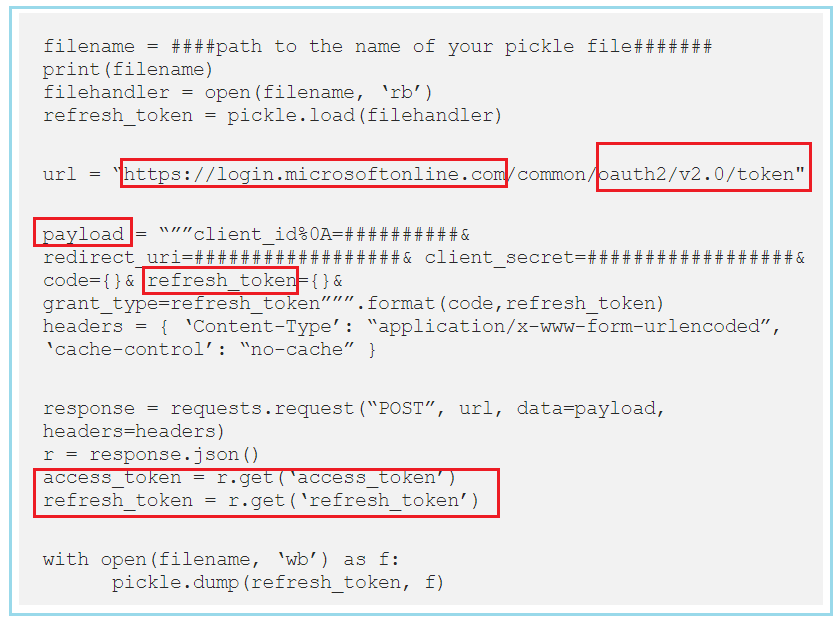 filename = ####path to the name of your pickle file#######
print(filename)
filehandler = open(filename, ‘rb’)
refresh_token = pickle.load(filehandler)
url = “https://login.microsoftonline.com/common/oauth2/v2.0/token"
payload = “””client_id%0A=##########&
redirect_uri=##################& client_secret=##################&
code={}& refresh_token={}&
grant_type=refresh_token”””.format(code,refresh_token)
headers = { ‘Content-Type’: “application/x-www-form-urlencoded”,
‘cache-control’: “no-cache” }
response = requests.request(“POST”, url, data=payload,
headers=headers)
r = response.json()
access_token = r.get(‘access_token’)
refresh_token = r.get(‘refresh_token’)
with open(filename, ‘wb’) as f:
pickle.dump(refresh_token, f)